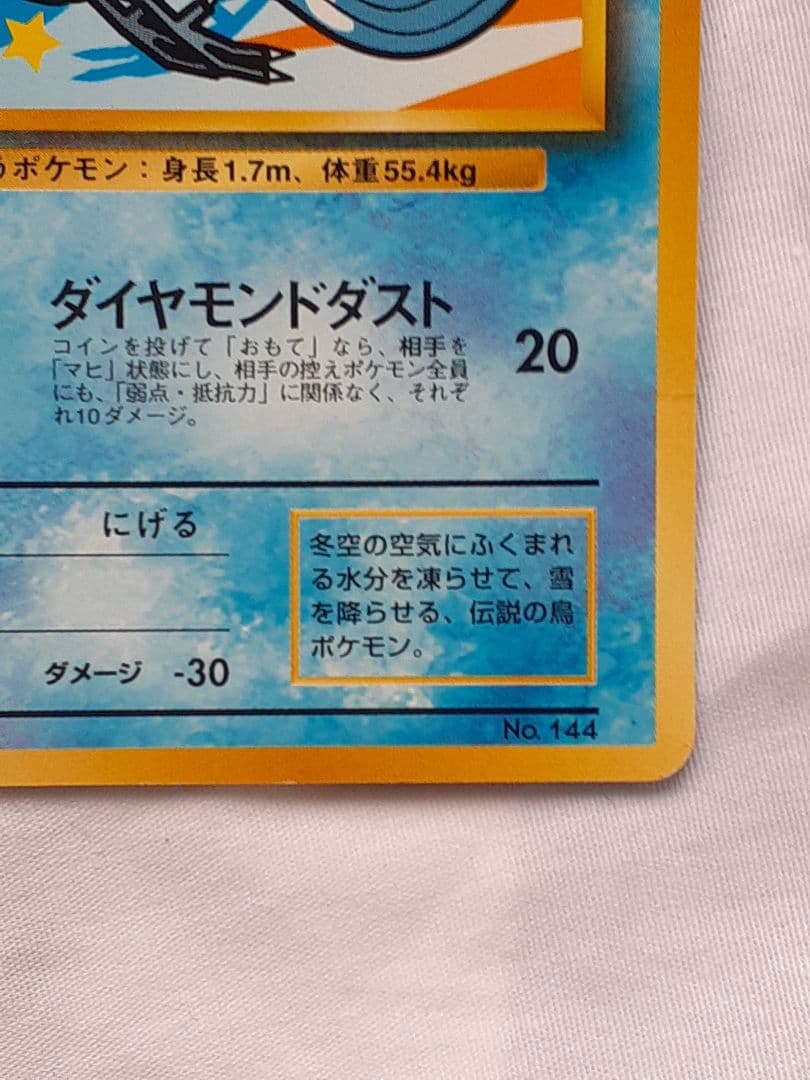 ポケモン：身長1.7m、体重55.4kg
ダイヤモンドダスト
20
コインを投げて「おもて」なら、相手を
「マヒ」状態にし、相手の控えポケモン全員
にも、「弱点・抵抗力」に関係なく、それぞ
れ10ダメージ。
にげる
冬空の空気にふくまれ
る水分を凍らせて、雪
を降らせる、伝説の鳥
ポケモン。
ダメージ -30
No. 144